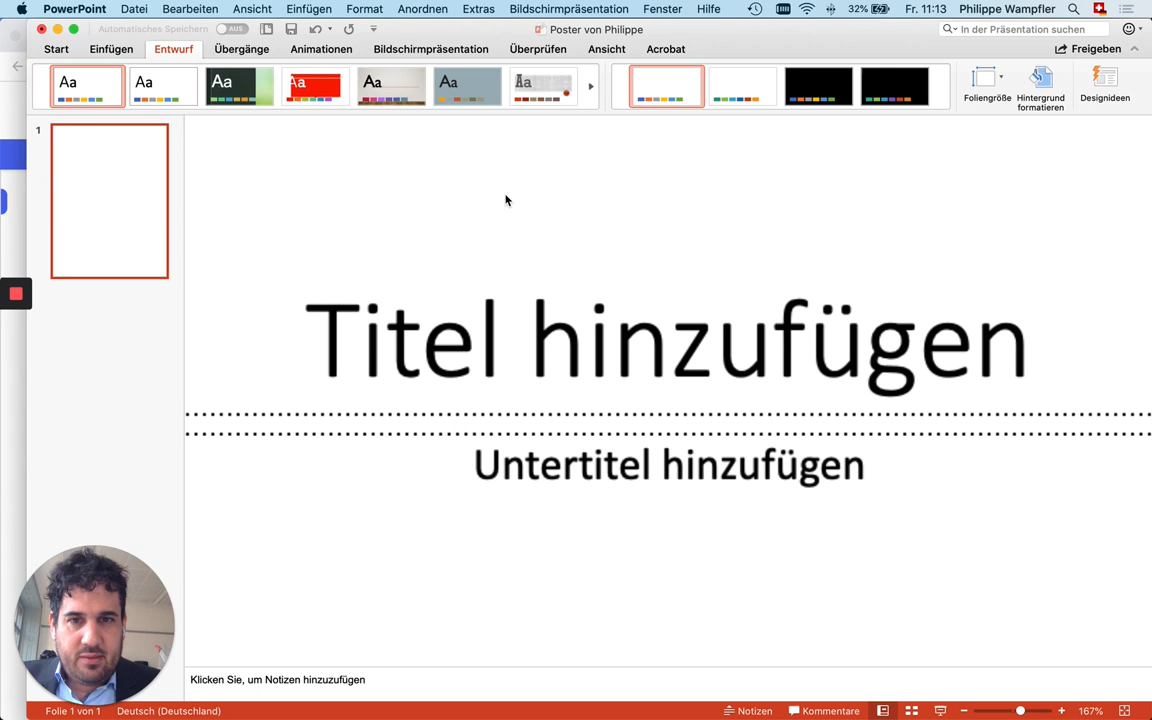 PowerPoint Datei Bearbeiten Ansicht Einfügen Format Anordnen Extras Bildschirmpräsentation Fenster Hilfe 32% Fr. 11:13 Philippe Wampfler
Automatisches Speichern AUS Poster von Philippe In der Präsentation suchen
Start Einfügen Entwurf Übergänge Animationen Bildschirmpräsentation Überprüfen Ansicht Acrobat Freigeben
Aa Aa Aa Aa Aa Aa Aa
Foliengröße Hintergrund formatieren Designideen
1
Titel hinzufügen
Untertitel hinzufügen
Klicken Sie, um Notizen hinzuzufügen
Folie 1 von 1 Deutsch (Deutschland) Notizen Kommentare 167%